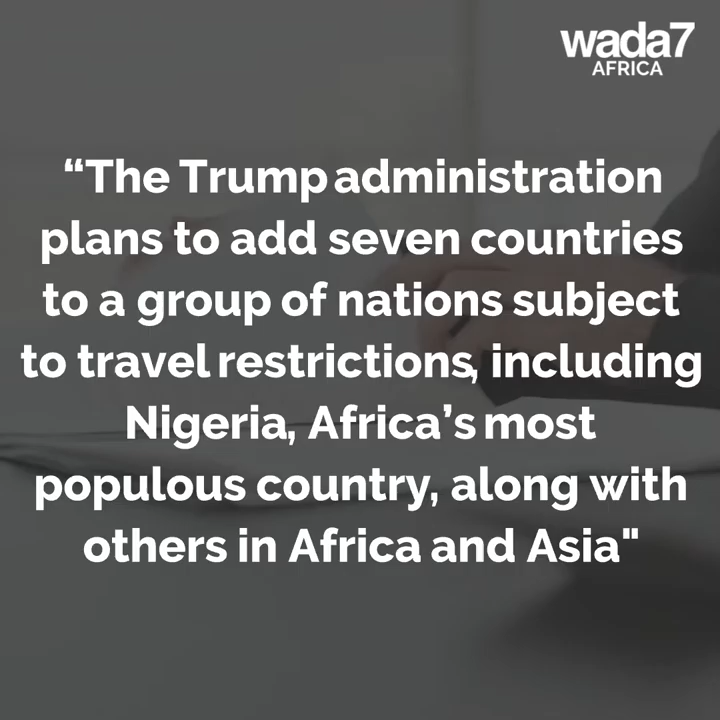 wada7
AFRICA
“The Trump administration
plans to add seven countries
to a group of nations subject
to travel restrictions, including
Nigeria, Africa’s most
populous country, along with
others in Africa and Asia"